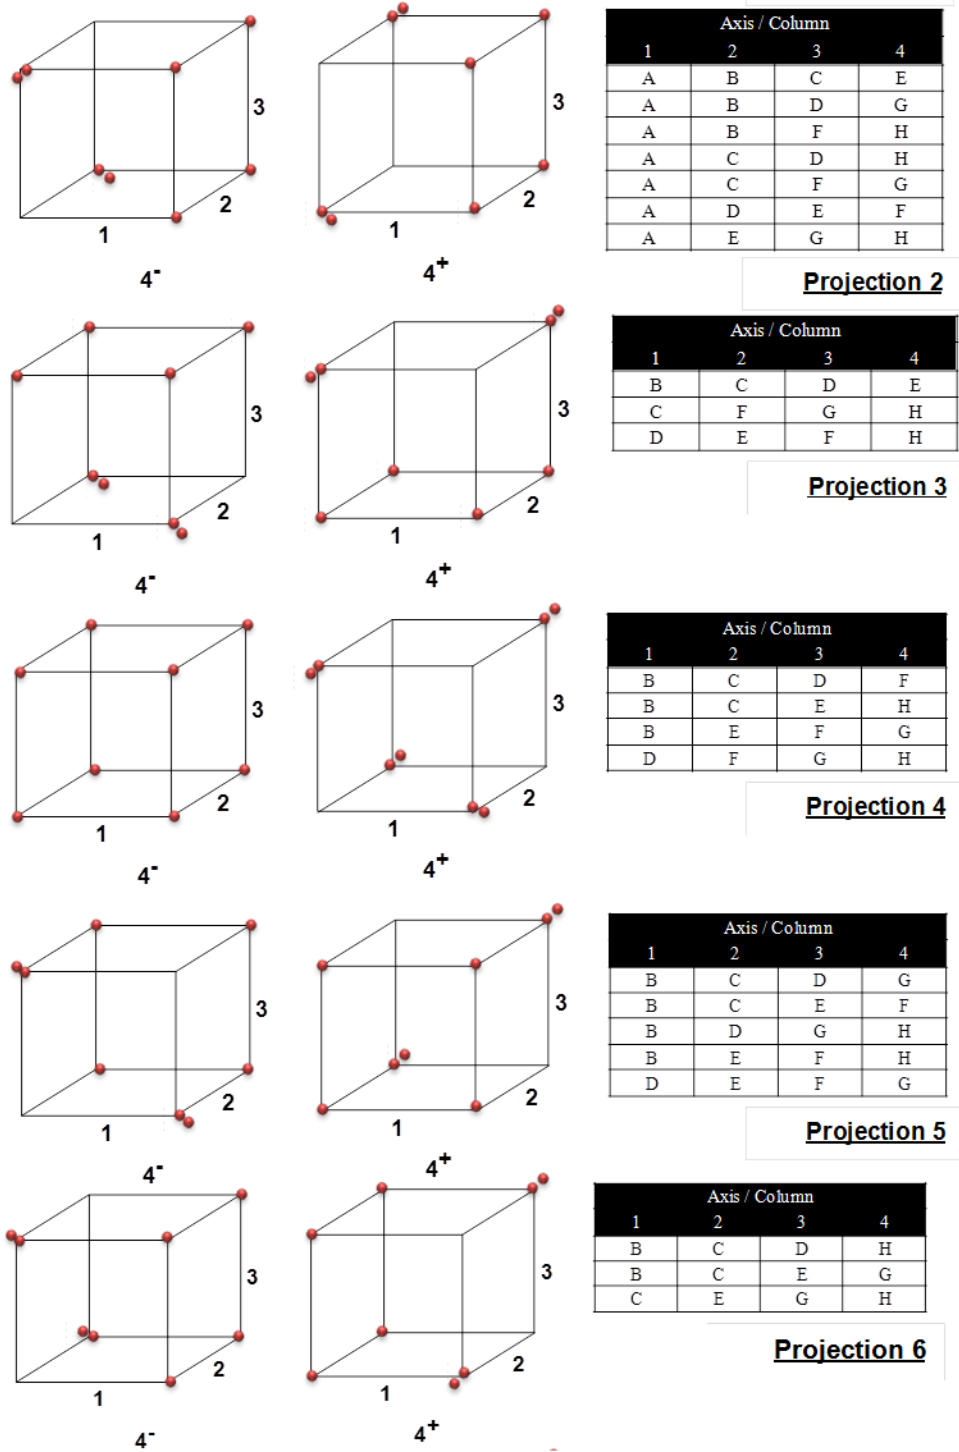 3
2
1
4-
3
2
1
4+
Axis / Column
1 2 3 4
A B C E
A B D G
A B F H
A C D H
A C F G
A D E F
A E G H
Projection 2
3
2
1
4-
3
2
1
4+
Axis / Column
1 2 3 4
B C D E
C F G H
D E F H
Projection 3
3
2
1
4-
3
2
1
4+
Axis / Column
1 2 3 4
B C D F
B C E H
B E F G
D F G H
Projection 4
3
2
1
4-
3
2
1
4+
Axis / Column
1 2 3 4
B C D G
B C E F
B D G H
B E F H
D E F G
Projection 5
3
2
1
4-
3
2
1
4+
Axis / Column
1 2 3 4
B C D H
B C E G
C E G H
Projection 6